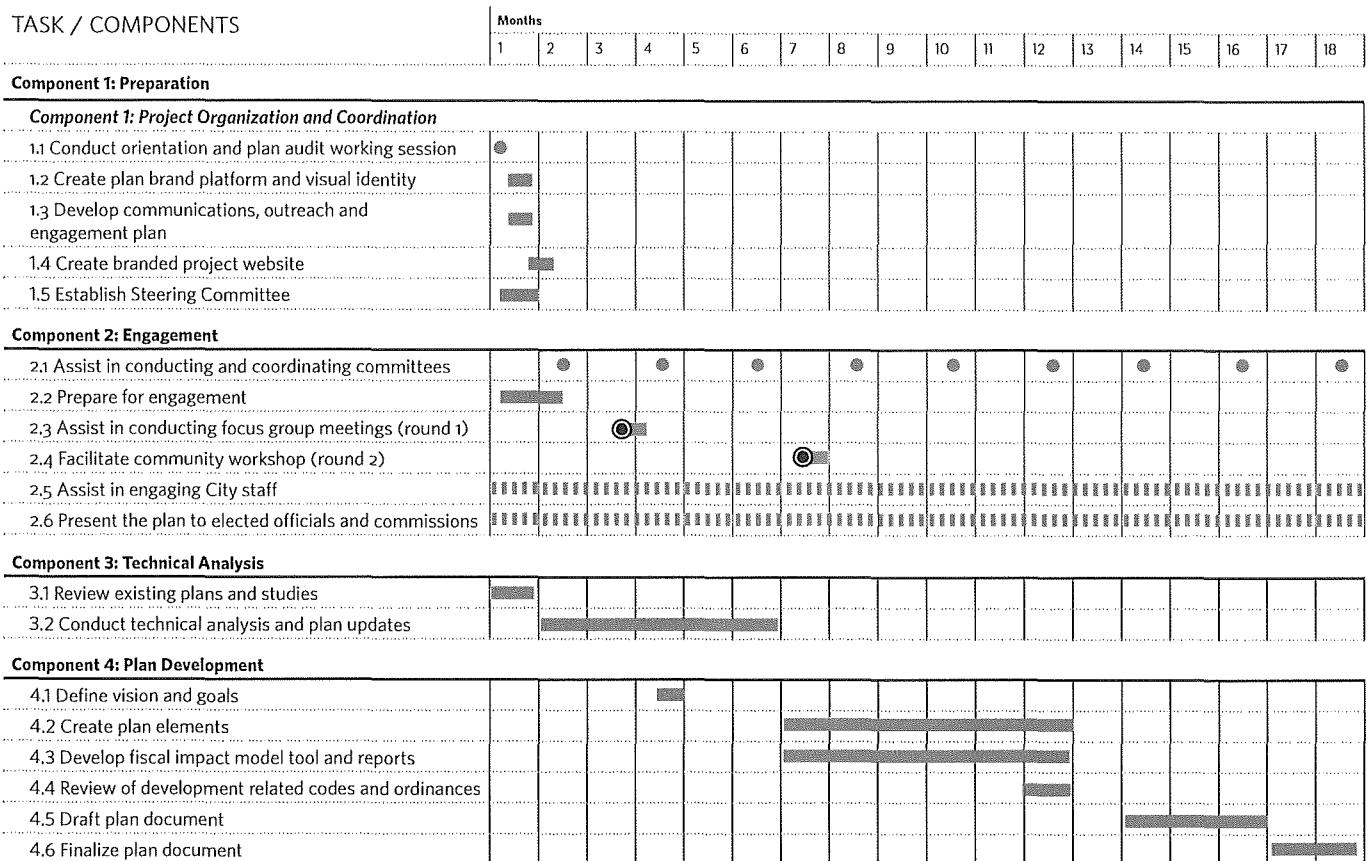 TASK / COMPONENTS
Months
1 2 3 4 5 6 7 8 9 10 11 12 13 14 15 16 17 18
Component 1: Preparation
Component 1: Project Organization and Coordination
1.1 Conduct orientation and plan audit working session
1.2 Create plan brand platform and visual identity
1.3 Develop communications, outreach and
engagement plan
1.4 Create branded project website
1.5 Establish Steering Committee
Component 2: Engagement
2.1 Assist in conducting and coordinating committees
2.2 Prepare for engagement
2.3 Assist in conducting focus group meetings (round 1)
2.4 Facilitate community workshop (round 2)
2.5 Assist in engaging City staff
2.6 Present the plan to elected officials and commissions
Component 3: Technical Analysis
3.1 Review existing plans and studies
3.2 Conduct technical analysis and plan updates
Component 4: Plan Development
4.1 Define vision and goals
4.2 Create plan elements
4.3 Develop fiscal impact model tool and reports
4.4 Review of development related codes and ordinances
4.5 Draft plan document
4.6 Finalize plan document